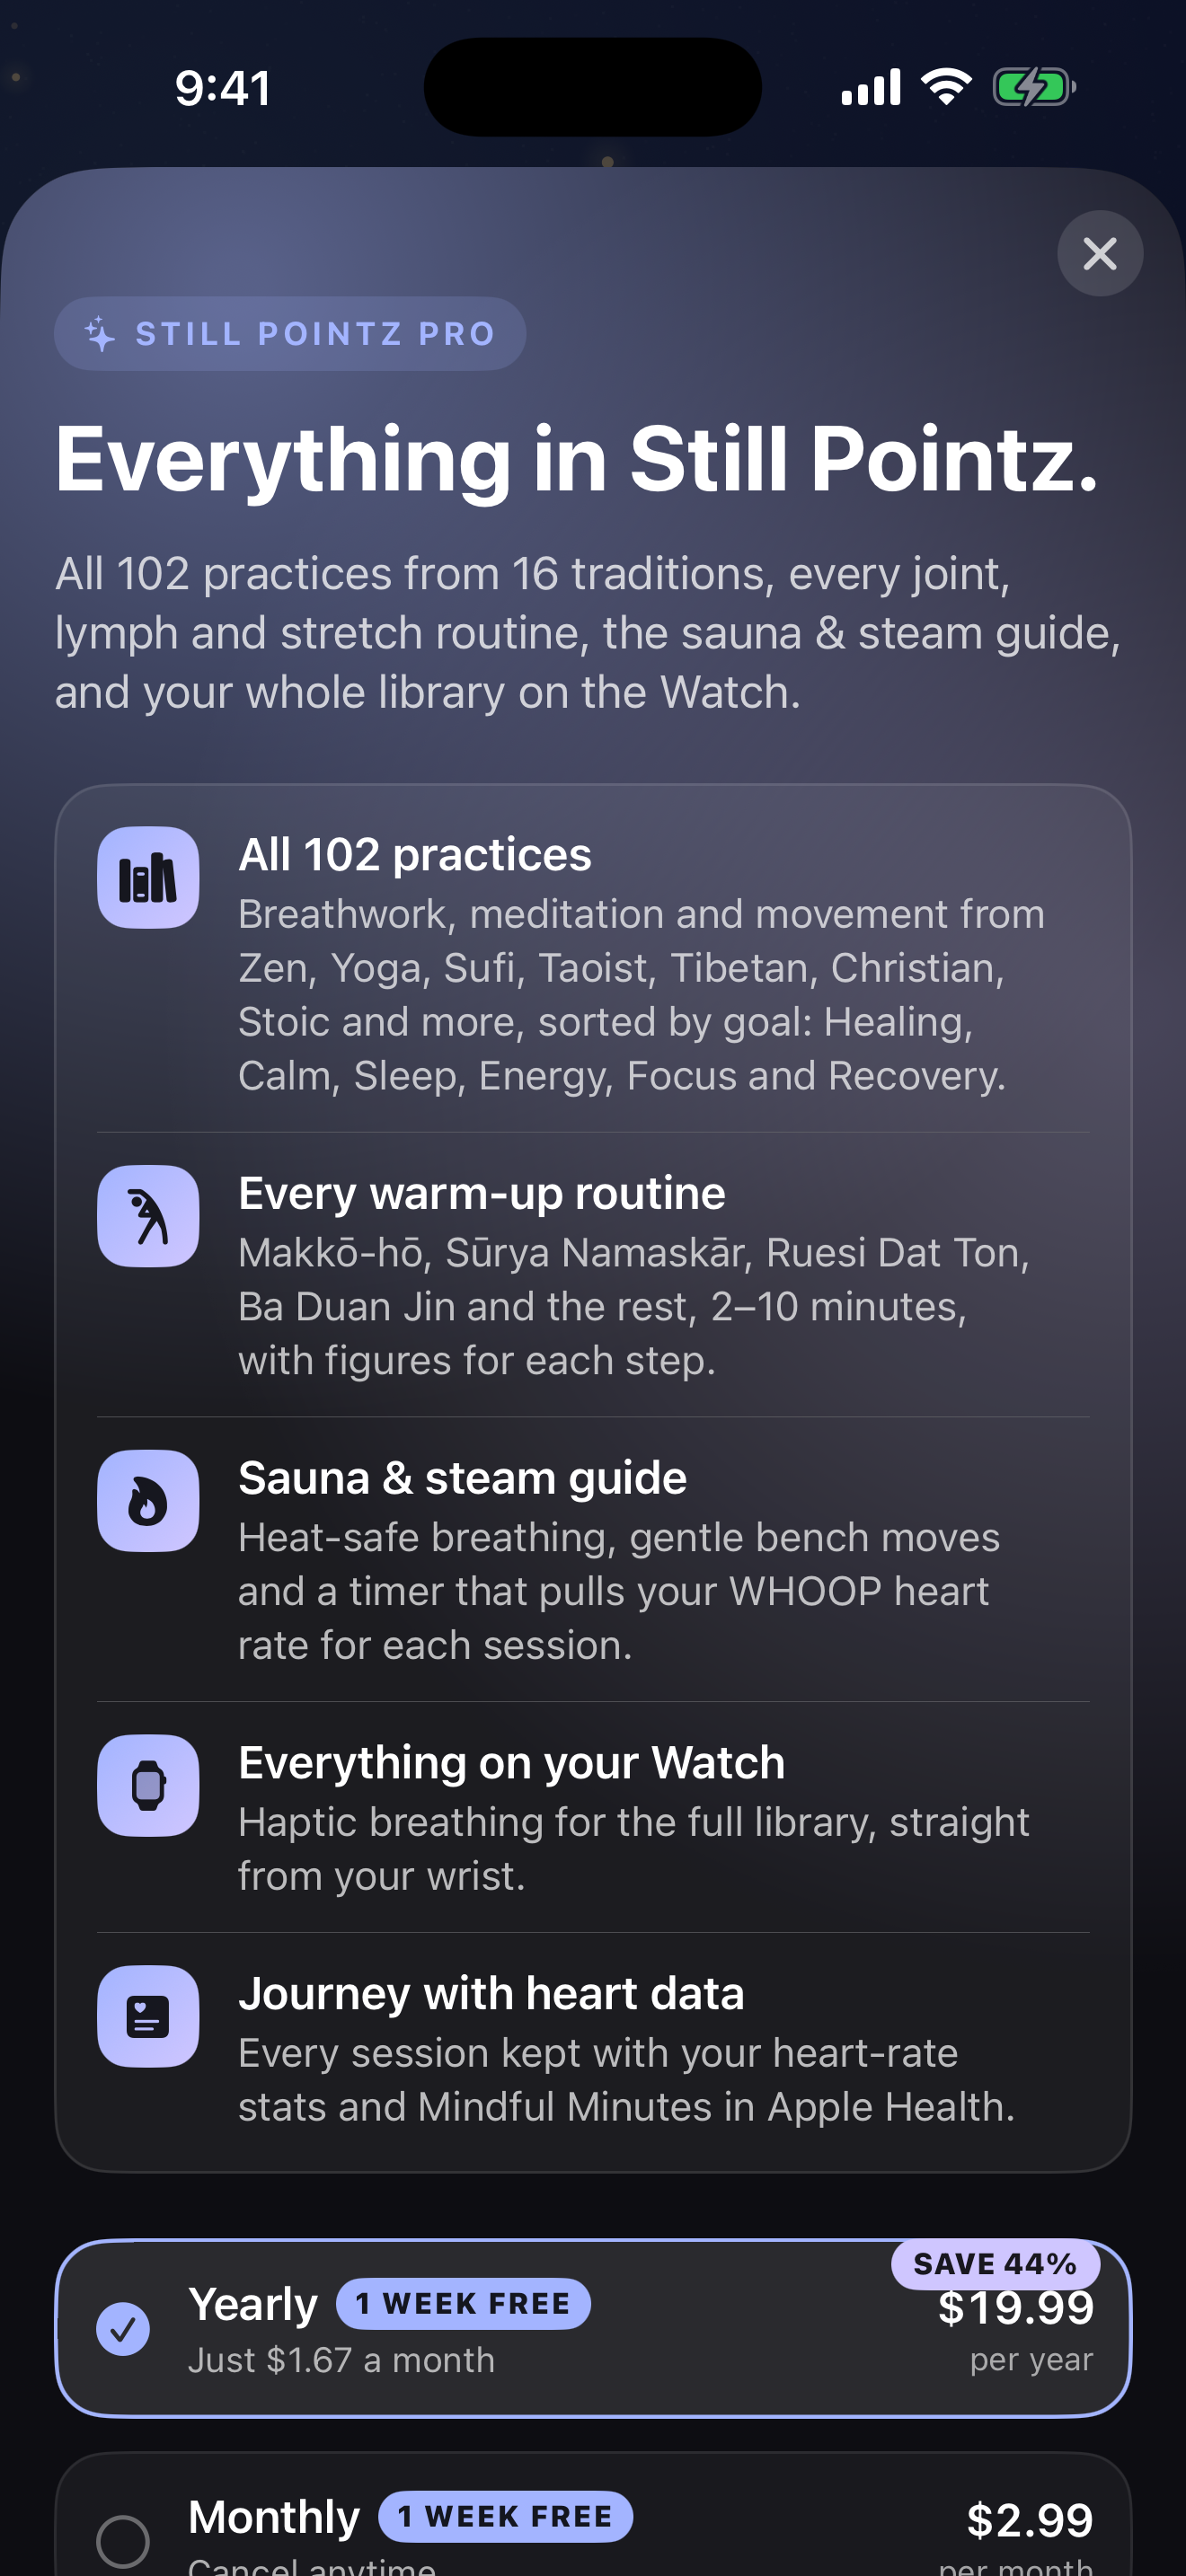 9:41
STILL POINTZ PRO
Everything in Still Pointz.
All 102 practices from 16 traditions, every joint,
lymph and stretch routine, the sauna & steam guide,
and your whole library on the Watch.
All 102 practices
Breathwork, meditation and movement from
Zen, Yoga, Sufi, Taoist, Tibetan, Christian,
Stoic and more, sorted by goal: Healing,
Calm, Sleep, Energy, Focus and Recovery.
Every warm-up routine
Makkō-hō, Sūrya Namaskār, Ruesi Dat Ton,
Ba Duan Jin and the rest, 2–10 minutes,
with figures for each step.
Sauna & steam guide
Heat-safe breathing, gentle bench moves
and a timer that pulls your WHOOP heart
rate for each session.
Everything on your Watch
Haptic breathing for the full library, straight
from your wrist.
Journey with heart data
Every session kept with your heart-rate
stats and Mindful Minutes in Apple Health.
SAVE 44%
Yearly 1 WEEK FREE $19.99
Just $1.67 a month per year
Monthly 1 WEEK FREE $2.99
Cancel anytime per month